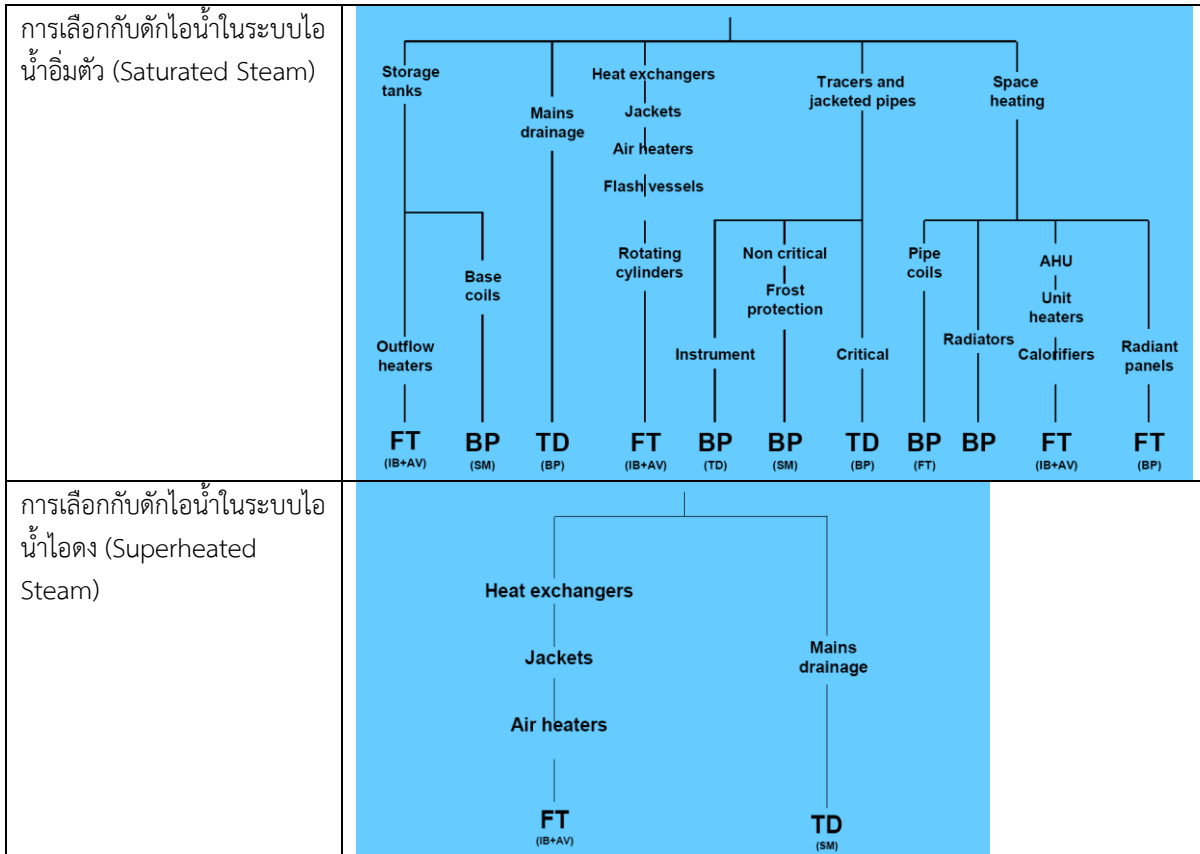 การเลือกกับดักไอน้ำในระบบไอ
น้ำอิ่มตัว (Saturated Steam)
Storage
tanks
Mains
drainage
Heat exchangers
Jackets
Air heaters
Flash vessels
Tracers and
jacketed pipes
Space
heating
Base
coils
Rotating
cylinders
Non critical
Frost
protection
Pipe
coils
AHU
Unit
heaters
Outflow
heaters
Instrument
Critical
Radiators
Calorifiers
Radiant
panels
FT
(IB+AV)
BP
(SM)
TD
(BP)
FT
(IB+AV)
BP
(TD)
BP
(SM)
TD
(BP)
BP
(FT)
BP
FT
(IB+AV)
FT
(BP)
การเลือกกับดักไอน้ำในระบบไอ
น้ำไอดง (Superheated
Steam)
Heat exchangers
Jackets
Air heaters
Mains
drainage
FT
(IB+AV)
TD
(SM)